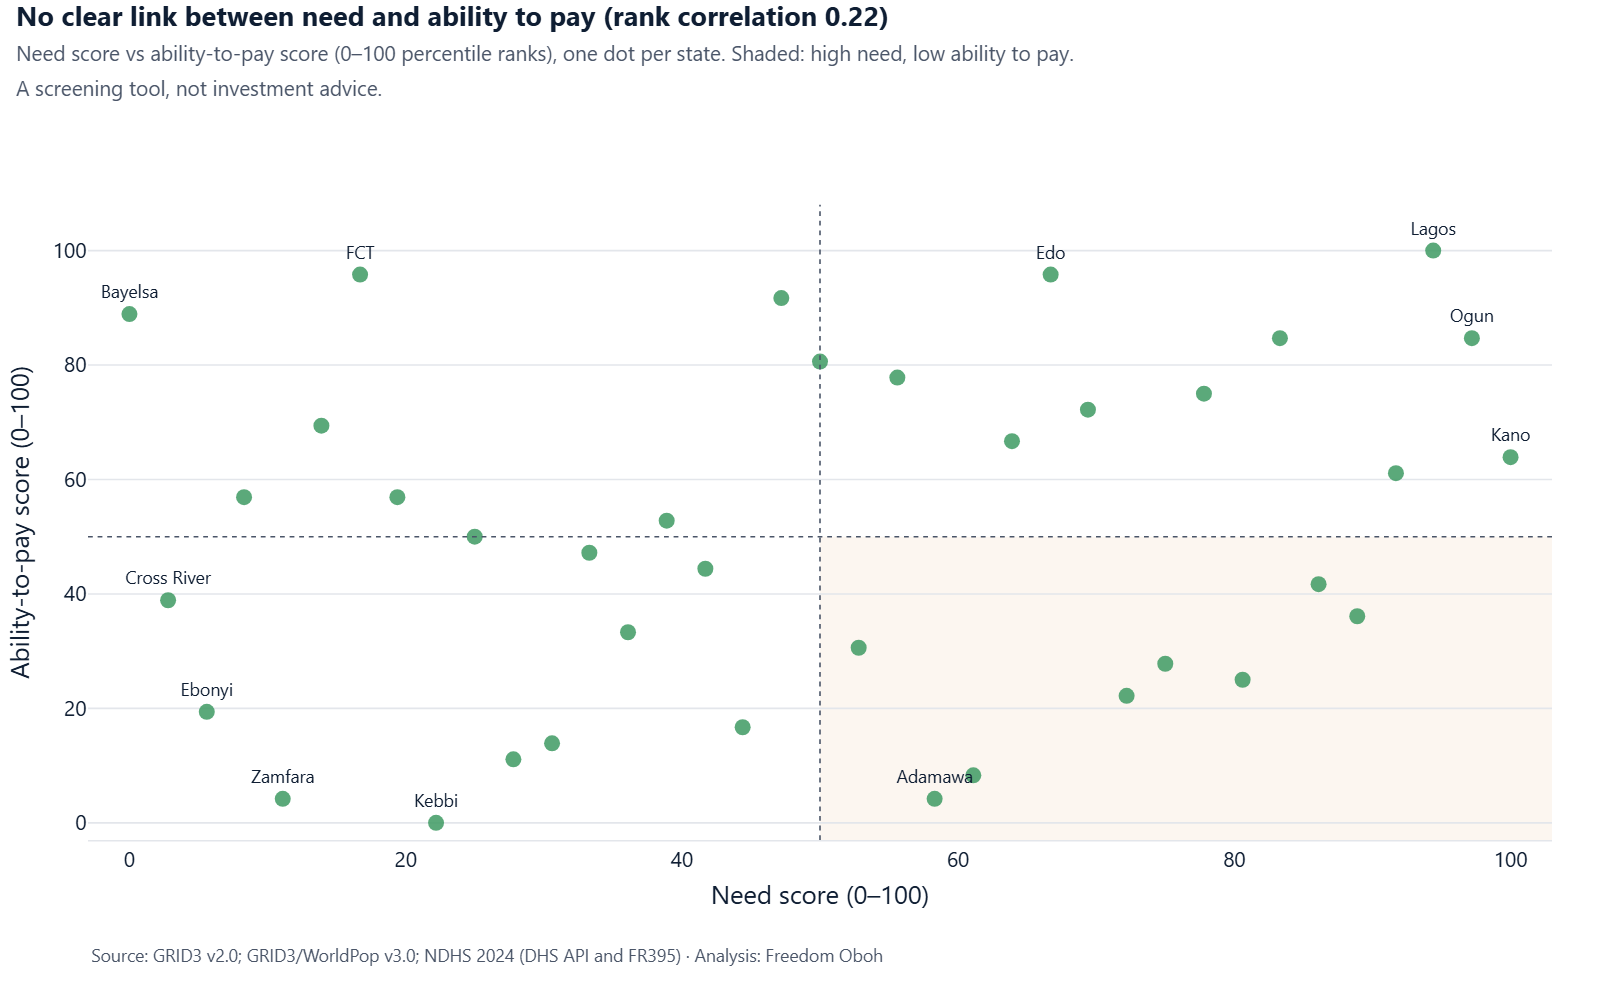 No clear link between need and ability to pay (rank correlation 0.22)
Need score vs ability-to-pay score (0–100 percentile ranks), one dot per state. Shaded: high need, low ability to pay.
A screening tool, not investment advice.
Lagos
100
FCT
Edo
Bayelsa
Ogun
80
Kano
60
Cross River
40
Ebonyi
20
Zamfara
Adamawa
Kebbi
0
Ability-to-pay score (0–100)
0 20 40 60 80 100
Need score (0–100)
Source: GRID3 v2.0; GRID3/WorldPop v3.0; NDHS 2024 (DHS API and FR395) · Analysis: Freedom Oboh